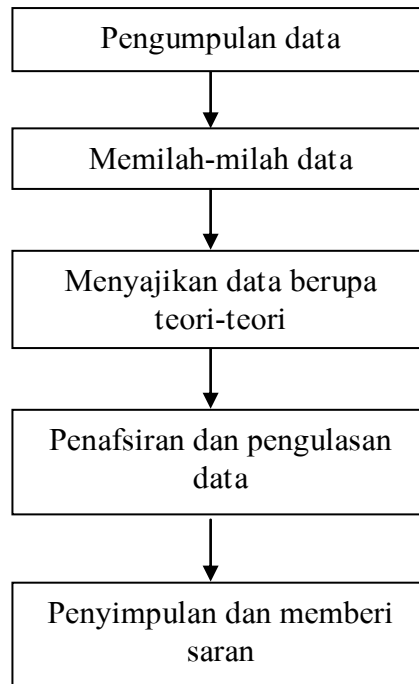 Pengumpulan data
Memilah-milah data
Menyajikan data berupa
teori-teori
Penafsiran dan pengulasan
data
Penyimpulan dan memberi
saran